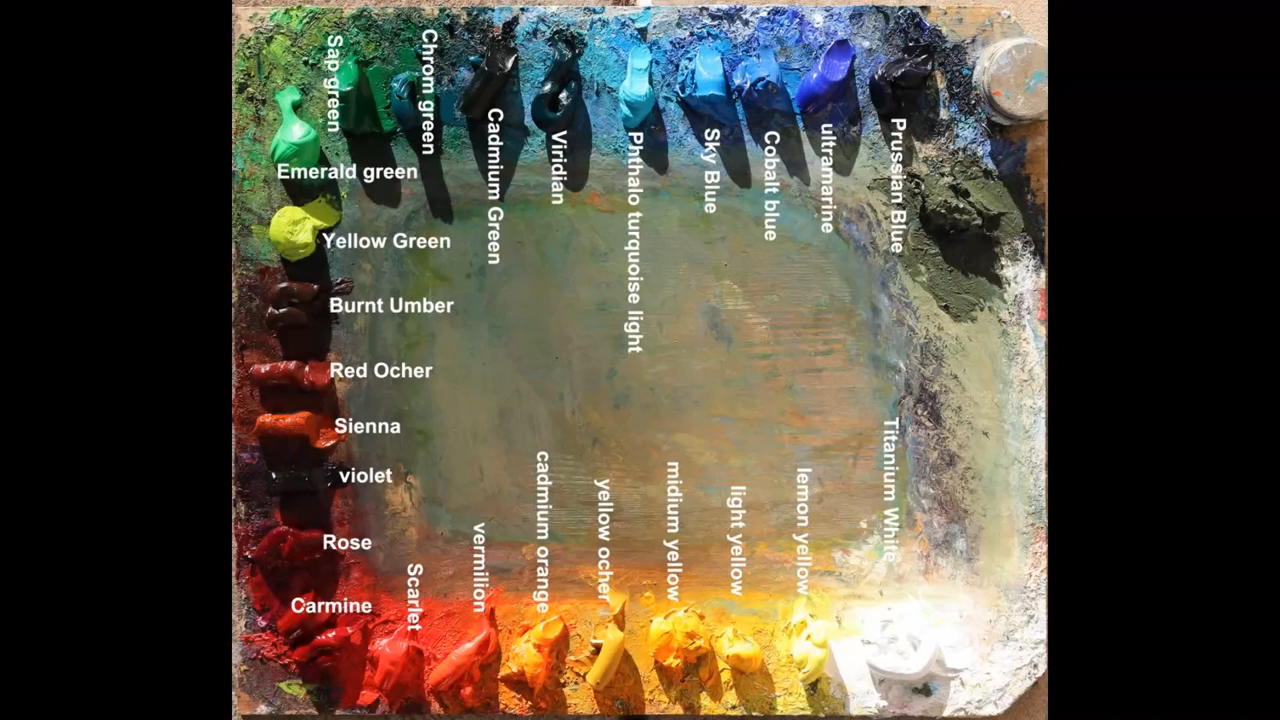 Sap green
Chrom green
Cadmium Green
Viridian
Phthalo turquoise light
Sky Blue
Cobalt blue
ultramarine
Prussian Blue
Emerald green
Yellow Green
Burnt Umber
Red Ocher
Sienna
violet
Rose
Carmine
Scarlet
vermilion
cadmium orange
yellow ocher
midium yellow
light yellow
lemon yellow
Titanium White